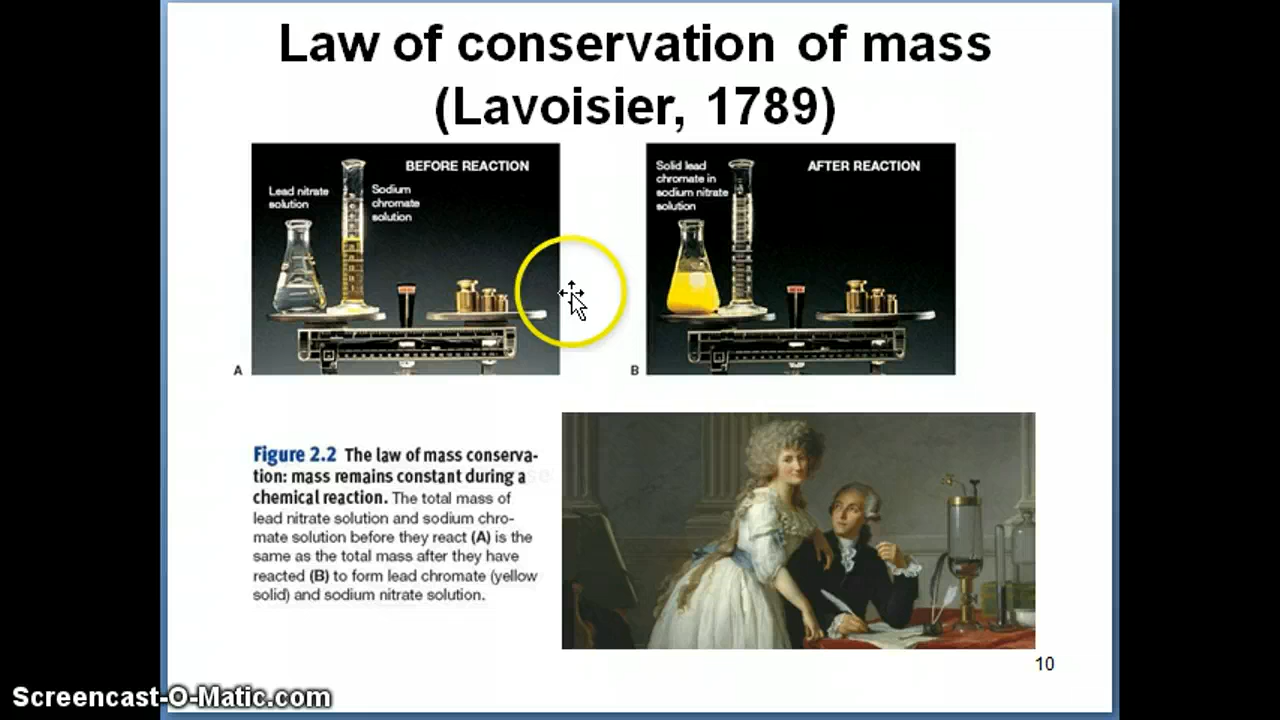 Law of conservation of mass
(Lavoisier, 1789)
BEFORE REACTION
Lead nitrate
solution
Sodium
chromate
solution
A
AFTER REACTION
Solid lead
chromate in
sodium nitrate
solution
B
Figure 2.2 The law of mass conserva-
tion: mass remains constant during a
chemical reaction. The total mass of
lead nitrate solution and sodium chro-
mate solution before they react (A) is the
same as the total mass after they have
reacted (B) to form lead chromate (yellow
solid) and sodium nitrate solution.
10
Screencast-O-Matic.com